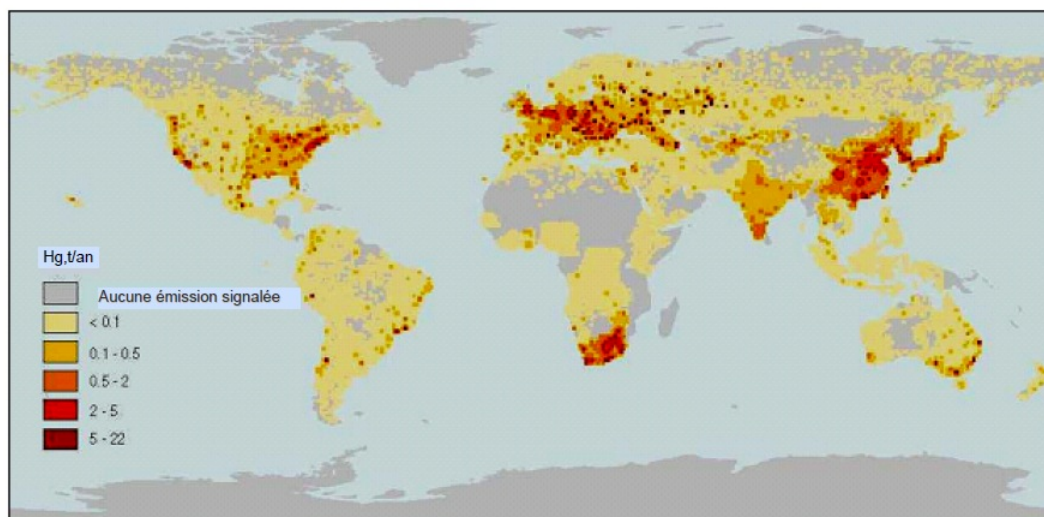 Hg,t/an
Aucune émission signalée
< 0.1
0.1 - 0.5
0.5 - 2
2 - 5
5 - 22